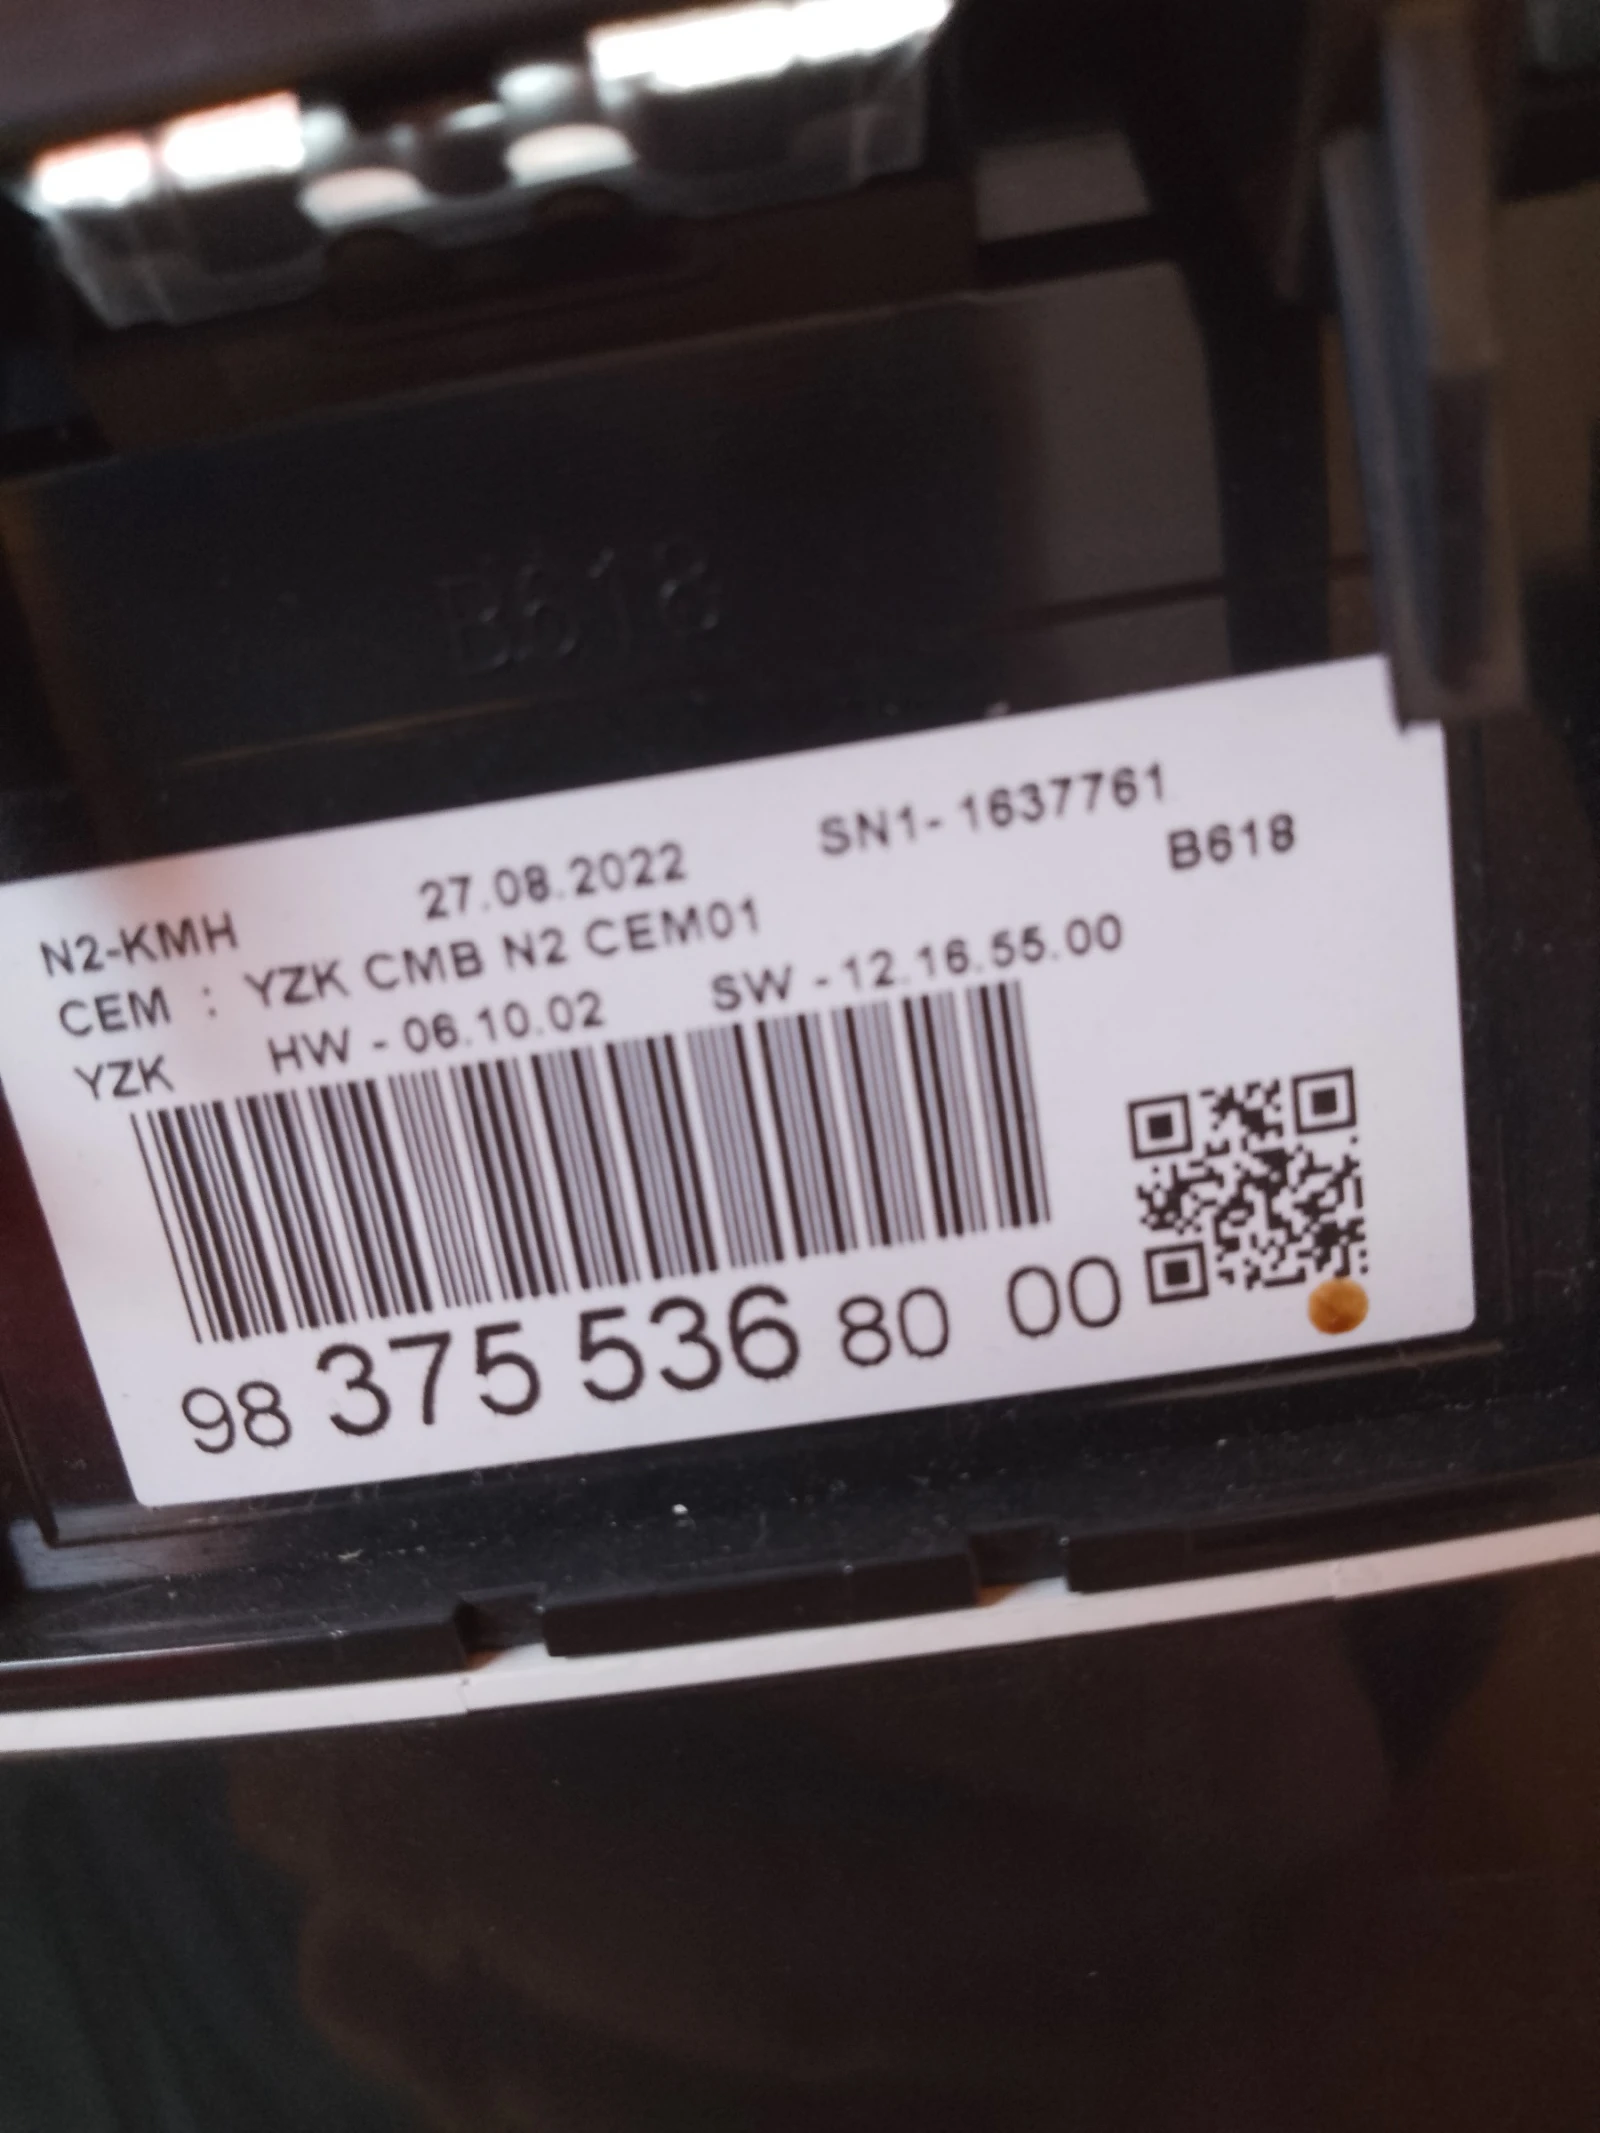 B618
N2-KMH 27.08.2022 SN1- 1637761
CEM : YZK CMB N2 CEM01 B618
YZK HW - 06.10.02 SW - 12.16.55.00
98 375 536 80 00